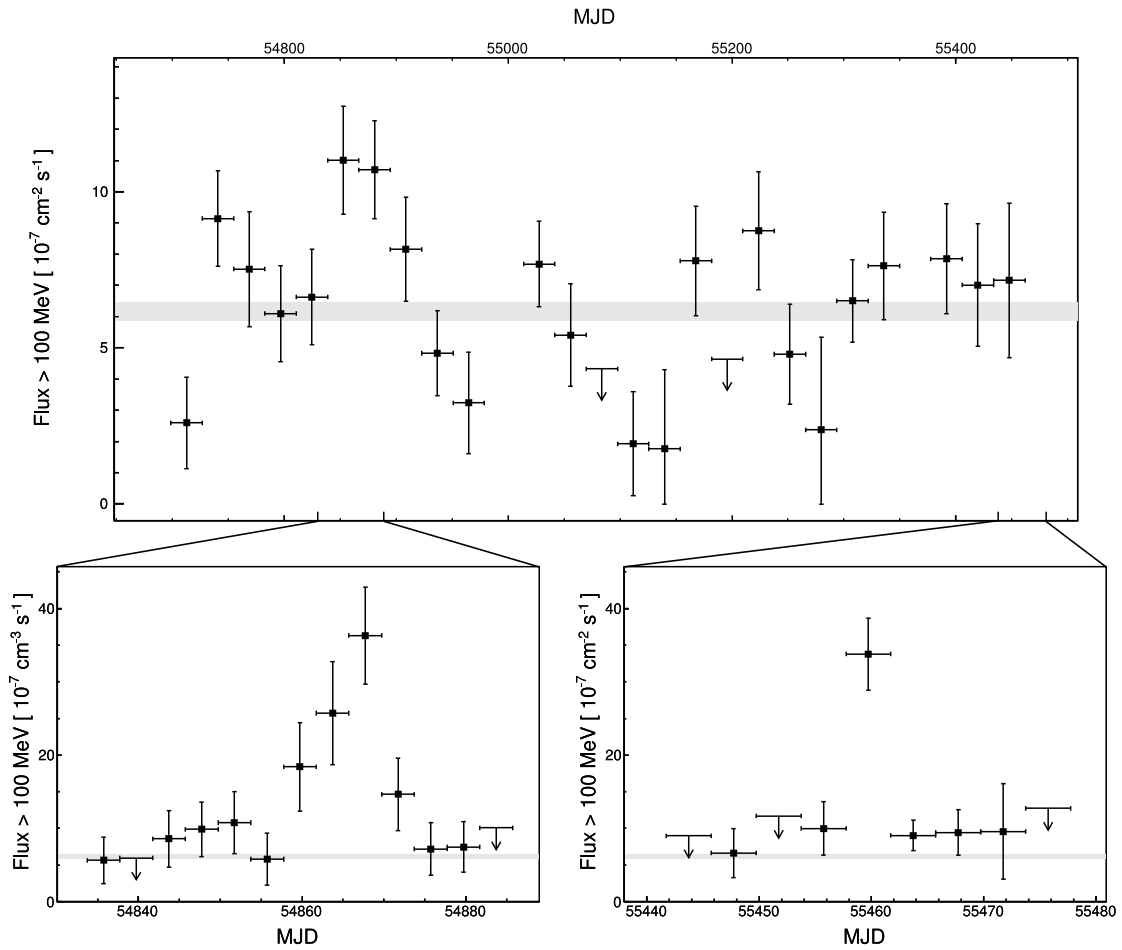 MJD
54800 55000 55200 55400
Flux > 100 MeV [ 10⁻⁷ cm⁻² s⁻¹ ]
10
5
0
Flux > 100 MeV [ 10⁻⁷ cm⁻³ s⁻¹ ]
40
20
0
54840 54860 54880
MJD
Flux > 100 MeV [ 10⁻⁷ cm⁻² s⁻¹ ]
40
20
0
55440 55450 55460 55470 55480
MJD